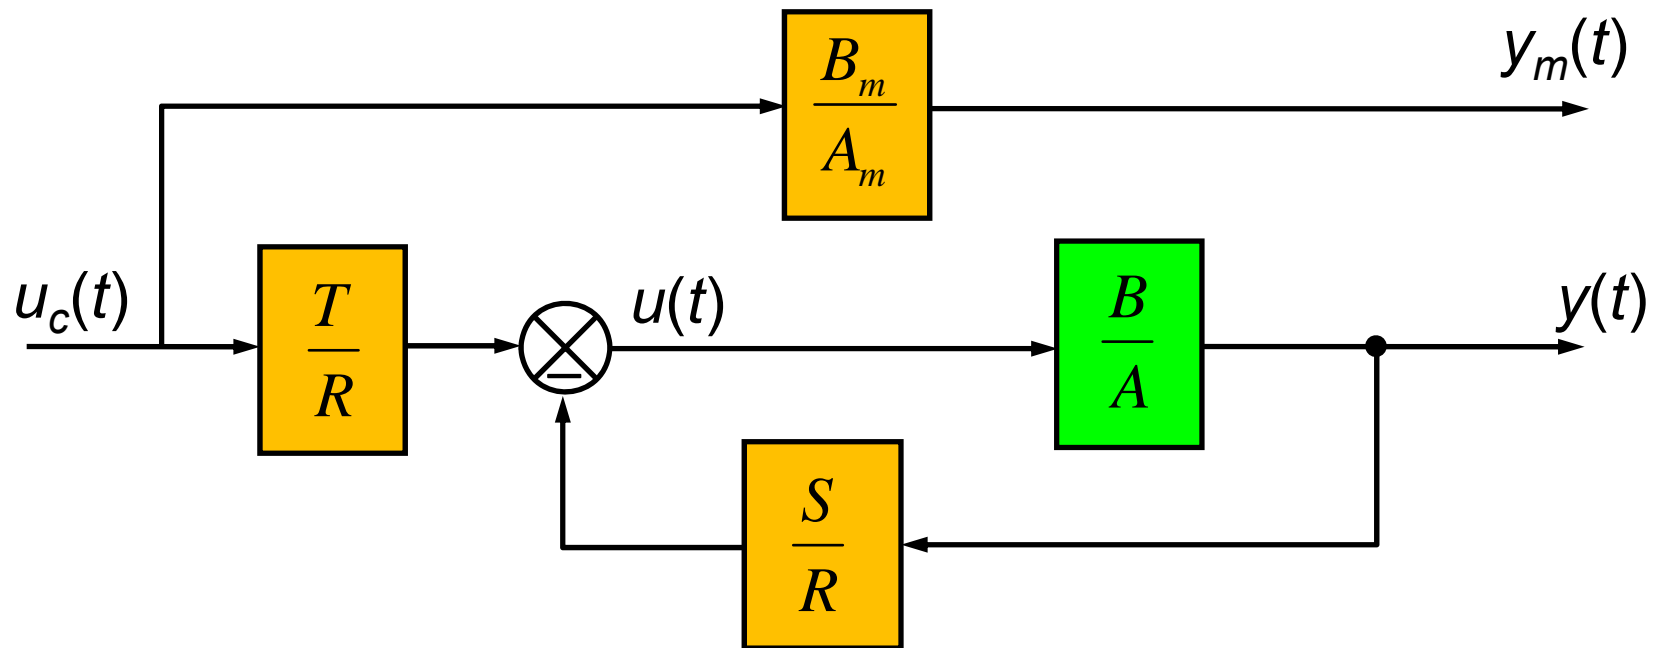 B_m
A_m
y_m(t)
u_c(t)
T
R
u(t)
B
A
y(t)
S
R